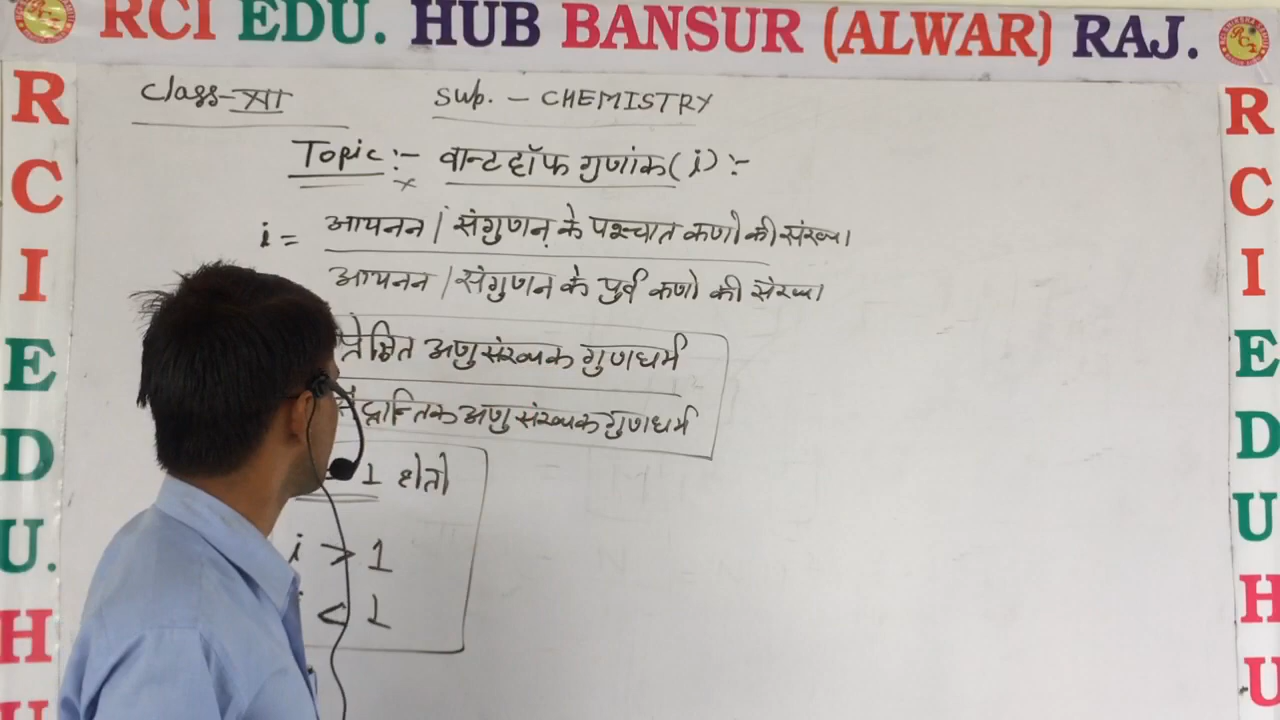 RCI EDU. HUB BANSUR (ALWAR) RAJ.
Class-XII Sub. - CHEMISTRY
Topic :- वान्टहॉफ गुणांक (i) :-
i = आयनन / संगुणन के पश्चात कणो की संख्या
आयनन / संगुणन के पुर्व कणो की संख्या
अणुसंख्यक गुणधर्म
अणुसंख्यक गुणधर्म
1 होतो
i > 1
< 1
R
C
I
E
D
U.
H
U
R
C
I
E
D
U
H
U